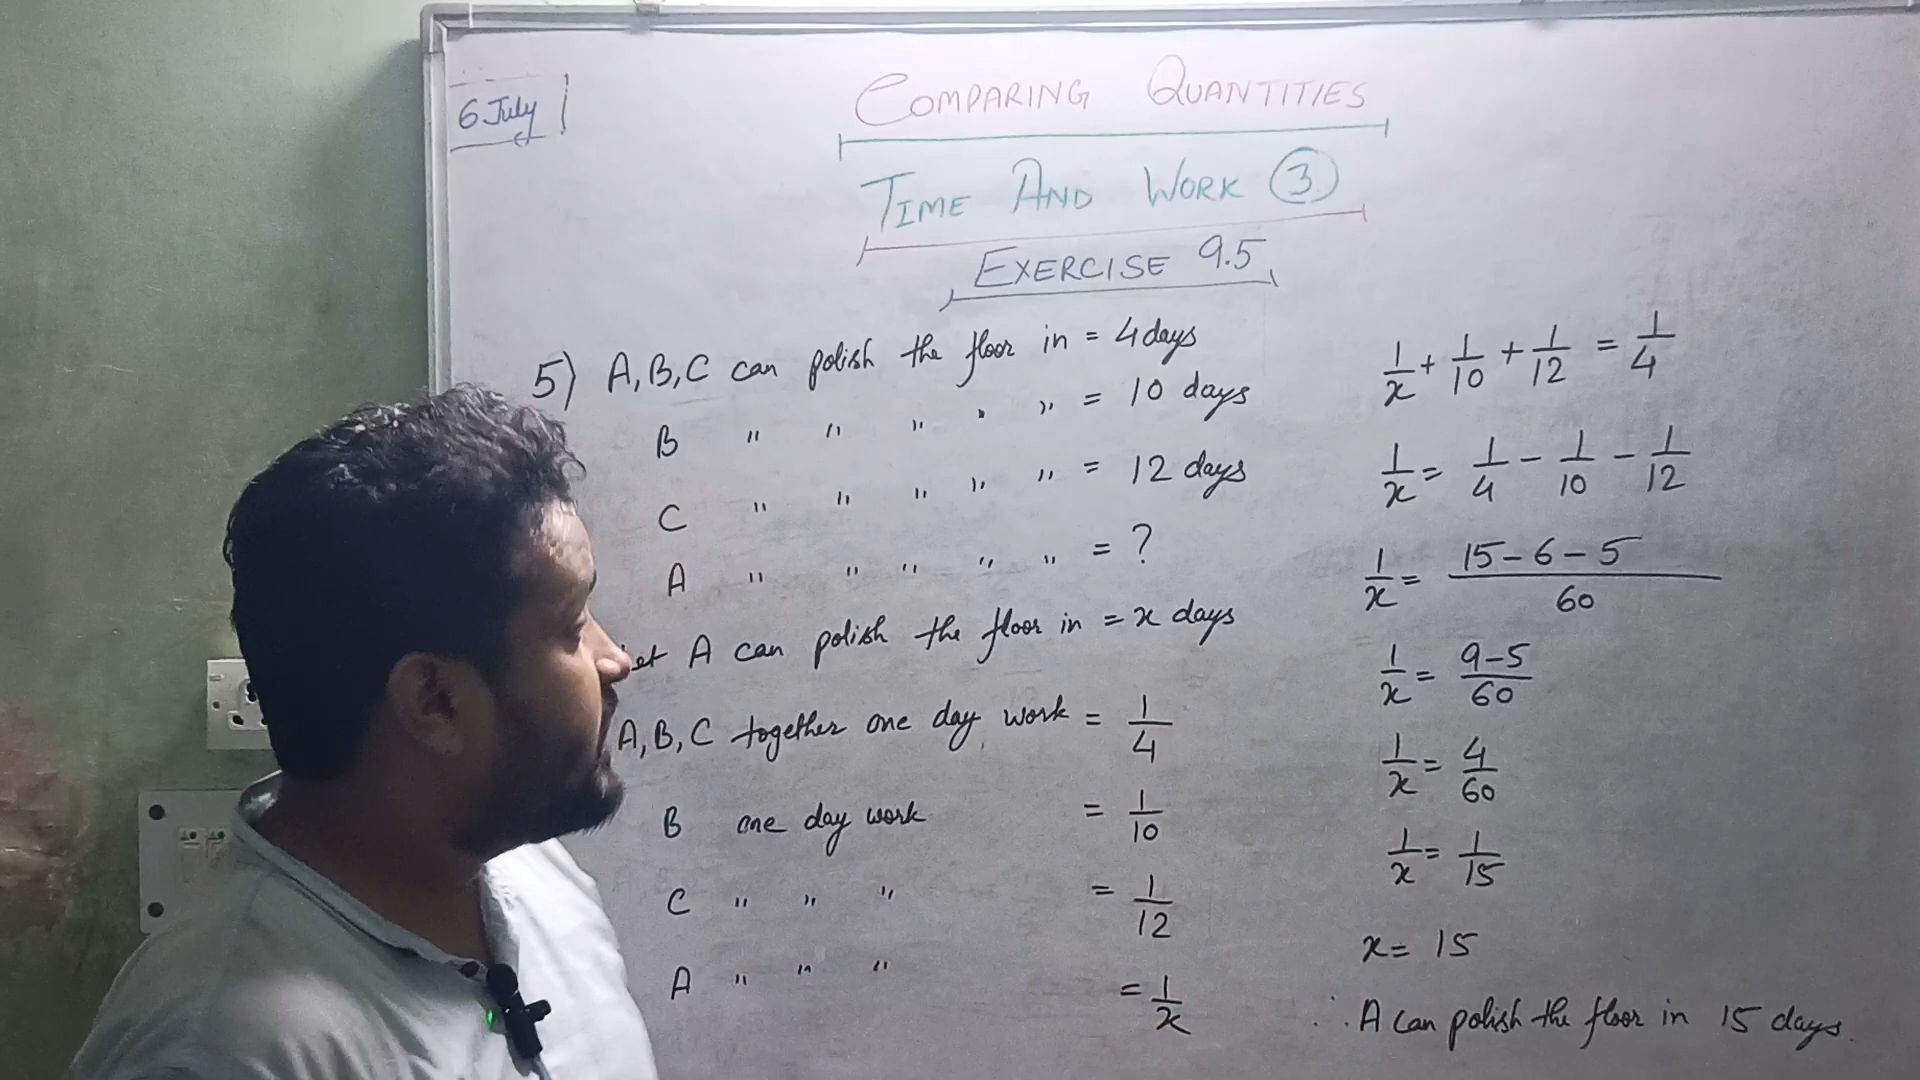 6 July
COMPARING QUANTITIES
TIME AND WORK 3
EXERCISE 9.5
5) A, B, C can polish the floor in = 4 days
B " " " " " = 10 days
C " " " " " = 12 days
A " " " " " = ?
et A can polish the floor in = x days
A, B, C together one day work = 1/4
B one day work = 1/10
C " " " = 1/12
A " " " = 1/x
1/x + 1/10 + 1/12 = 1/4
1/x = 1/4 - 1/10 - 1/12
1/x = 15-6-5/60
1/x = 9-5/60
1/x = 4/60
1/x = 1/15
x = 15
∴ A can polish the floor in 15 days.